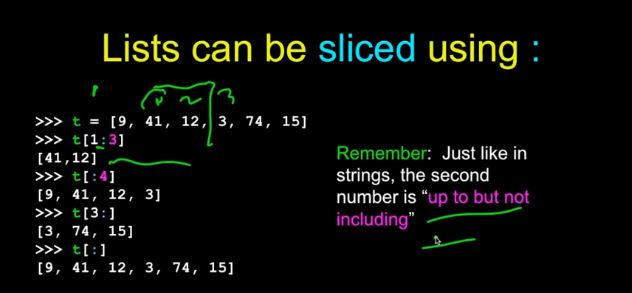 Lists can be sliced using :
>>> t = [9, 41, 12, 3, 74, 15]
>>> t[1:3]
[41,12]
>>> t[:4]
[9, 41, 12, 3]
>>> t[3:]
[3, 74, 15]
>>> t[:]
[9, 41, 12, 3, 74, 15]
Remember: Just like in
strings, the second
number is “up to but not
including”